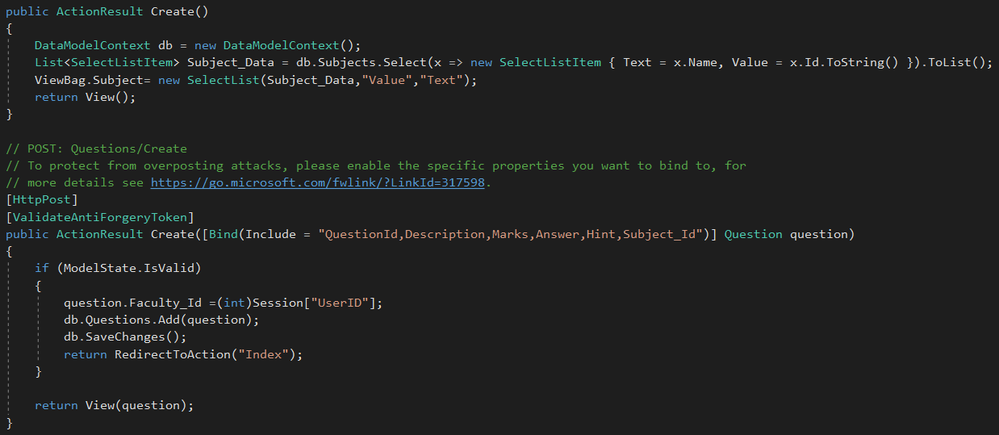 public ActionResult Create()
{
    DataModelContext db = new DataModelContext();
    List<SelectListItem> Subject_Data = db.Subjects.Select(x => new SelectListItem { Text = x.Name, Value = x.Id.ToString() }).ToList();
    ViewBag.Subject= new SelectList(Subject_Data,"Value","Text");
    return View();
}

// POST: Questions/Create
// To protect from overposting attacks, please enable the specific properties you want to bind to, for
// more details see https://go.microsoft.com/fwlink/?LinkId=317598.
[HttpPost]
[ValidateAntiForgeryToken]
public ActionResult Create([Bind(Include = "QuestionId,Description,Marks,Answer,Hint,Subject_Id")] Question question)
{
    if (ModelState.IsValid)
    {
        question.Faculty_Id =(int)Session["UserID"];
        db.Questions.Add(question);
        db.SaveChanges();
        return RedirectToAction("Index");
    }

    return View(question);
}